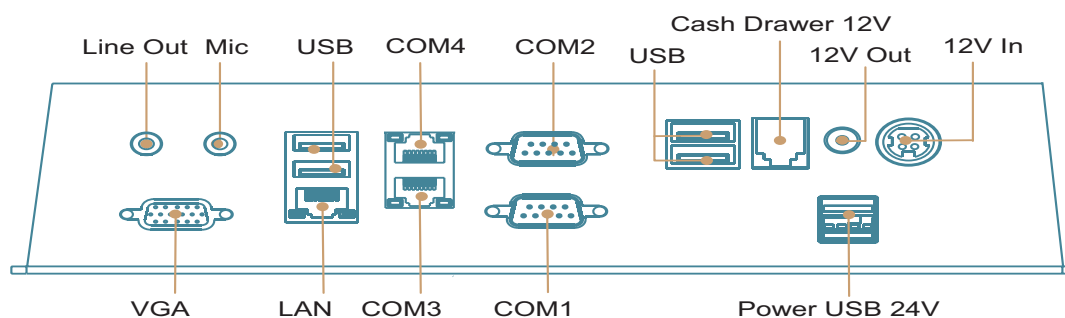 Cash Drawer 12V
Line Out Mic USB COM4 COM2 USB 12V Out 12V In
VGA LAN COM3 COM1 Power USB 24V